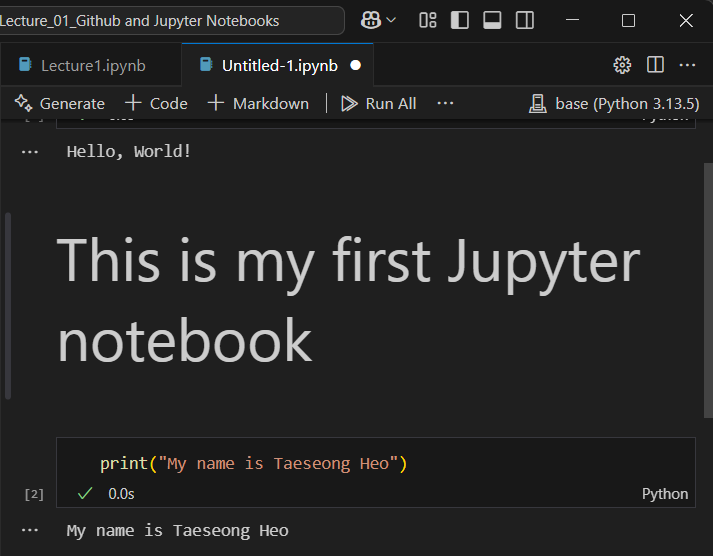 Lecture_01_Github and Jupyter Notebooks
Lecture1.ipynb
Untitled-1.ipynb
Generate
Code
Markdown
Run All
base (Python 3.13.5)
Hello, World!
This is my first Jupyter
notebook
print("My name is Taeseong Heo")
[2]
0.0s
Python
My name is Taeseong Heo